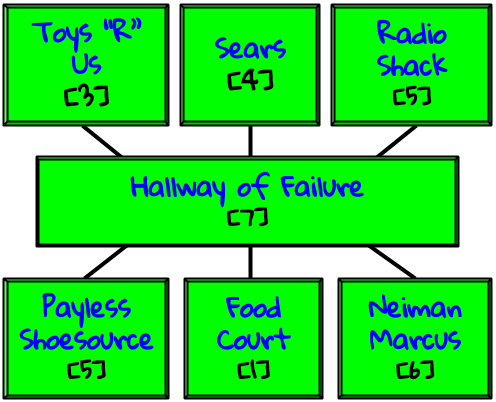 Toys "R"
Us
[3]
Sears
[4]
Radio
Shack
[5]
Hallway of Failure
[7]
Payless
Shoesource
[5]
Food
Court
[1]
Neiman
Marcus
[6]